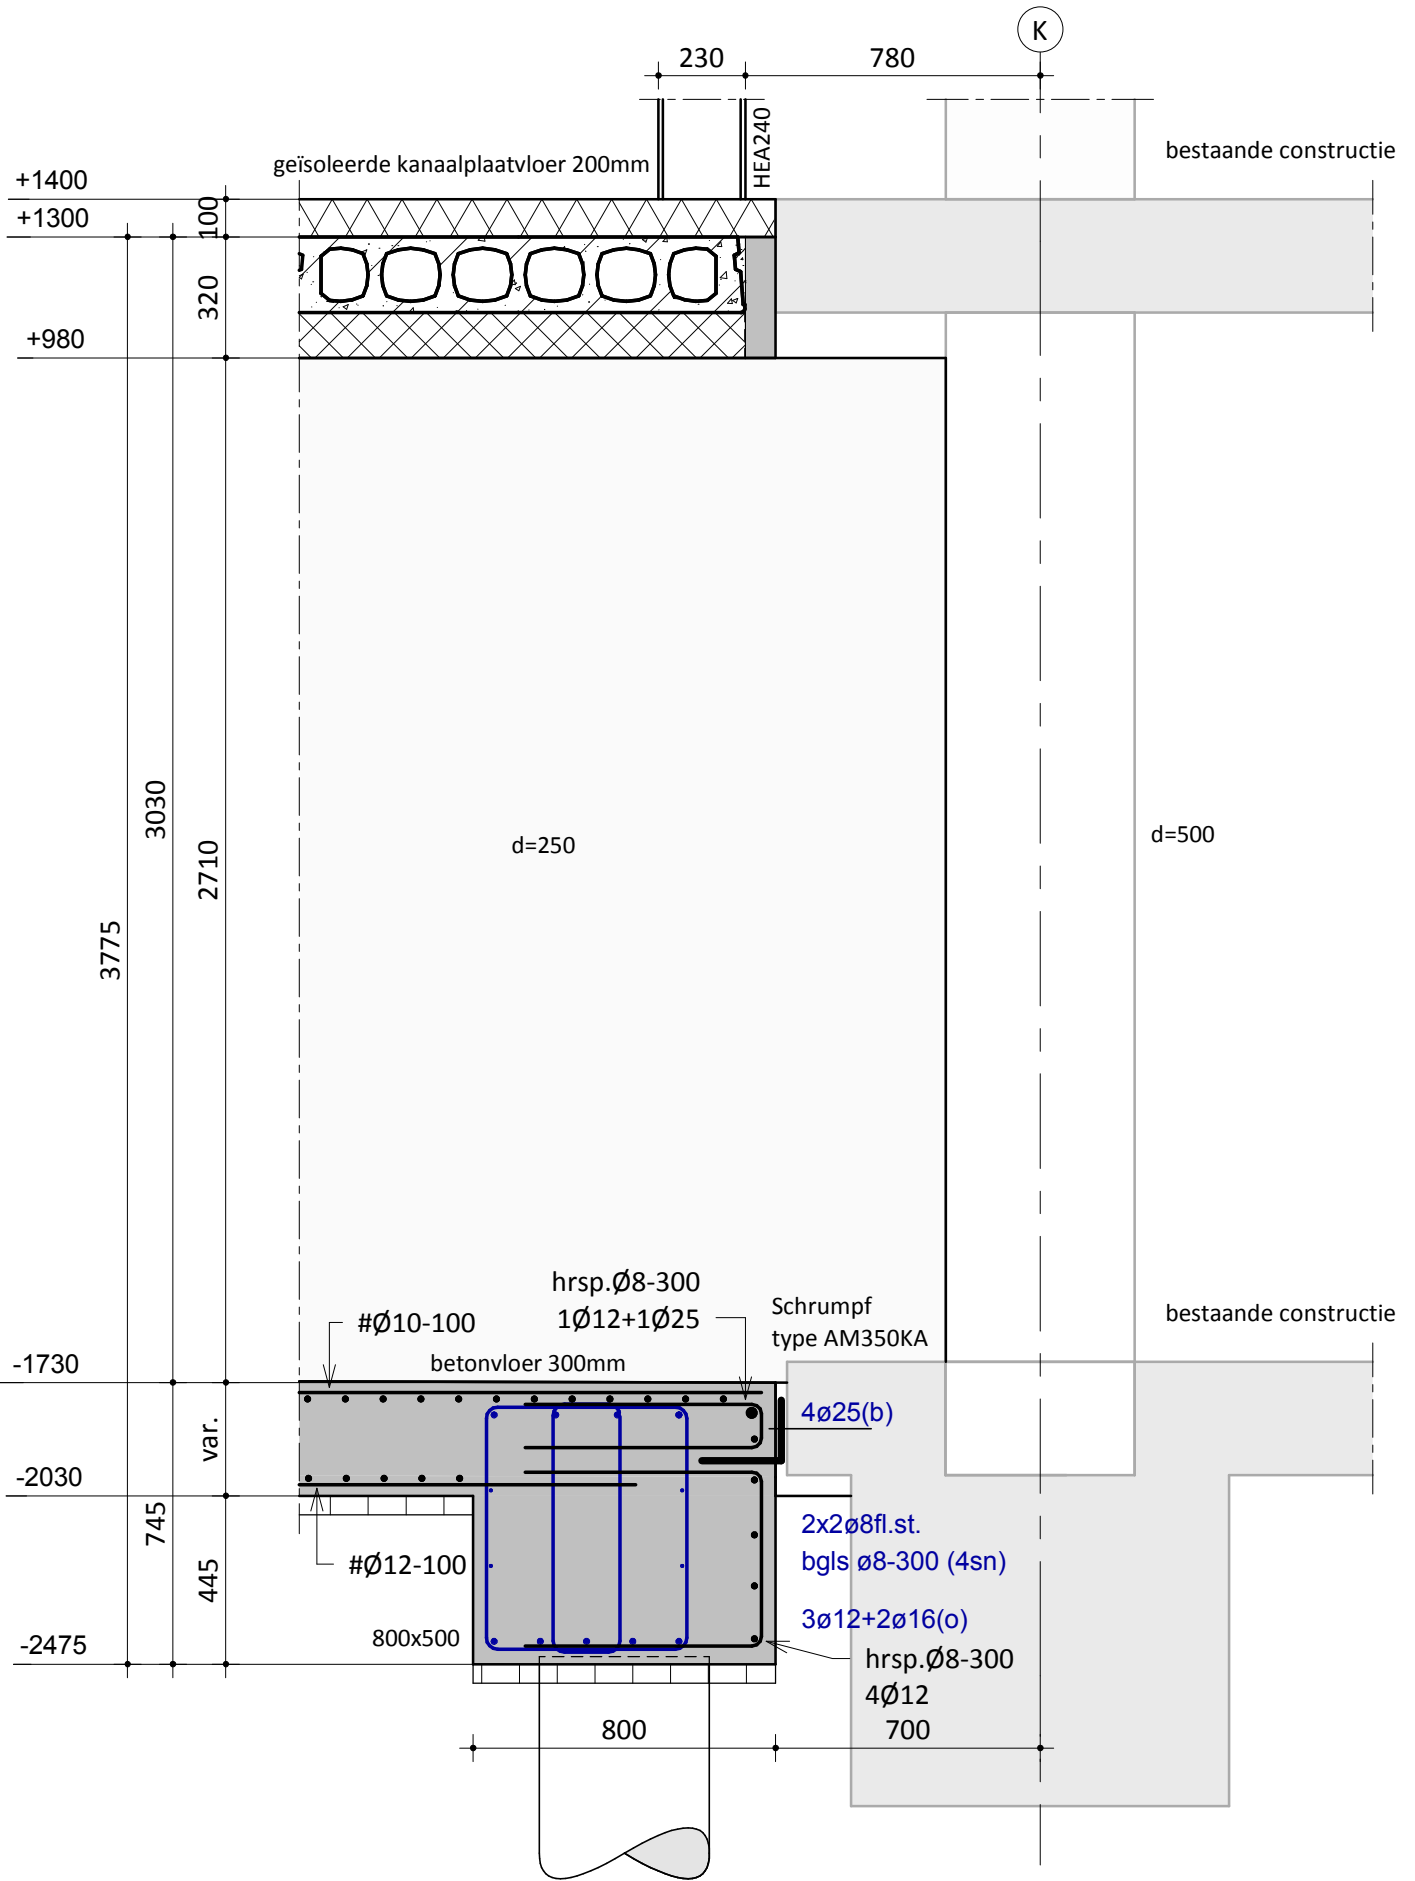 K
230
780
HEA240
geïsoleerde kanaalplaatvloer 200mm
bestaande constructie
+1400
100
+1300
320
+980
3030
2710
3775
d=250
d=500
hrsp.Ø8-300
1Ø12+1Ø25
#Ø10-100
Schrumpf
type AM350KA
bestaande constructie
betonvloer 300mm
-1730
4ø25(b)
var.
-2030
745
445
2x2ø8fl.st.
bgls ø8-300 (4sn)
#Ø12-100
3ø12+2ø16(o)
800x500
-2475
hrsp.Ø8-300
4Ø12
800
700